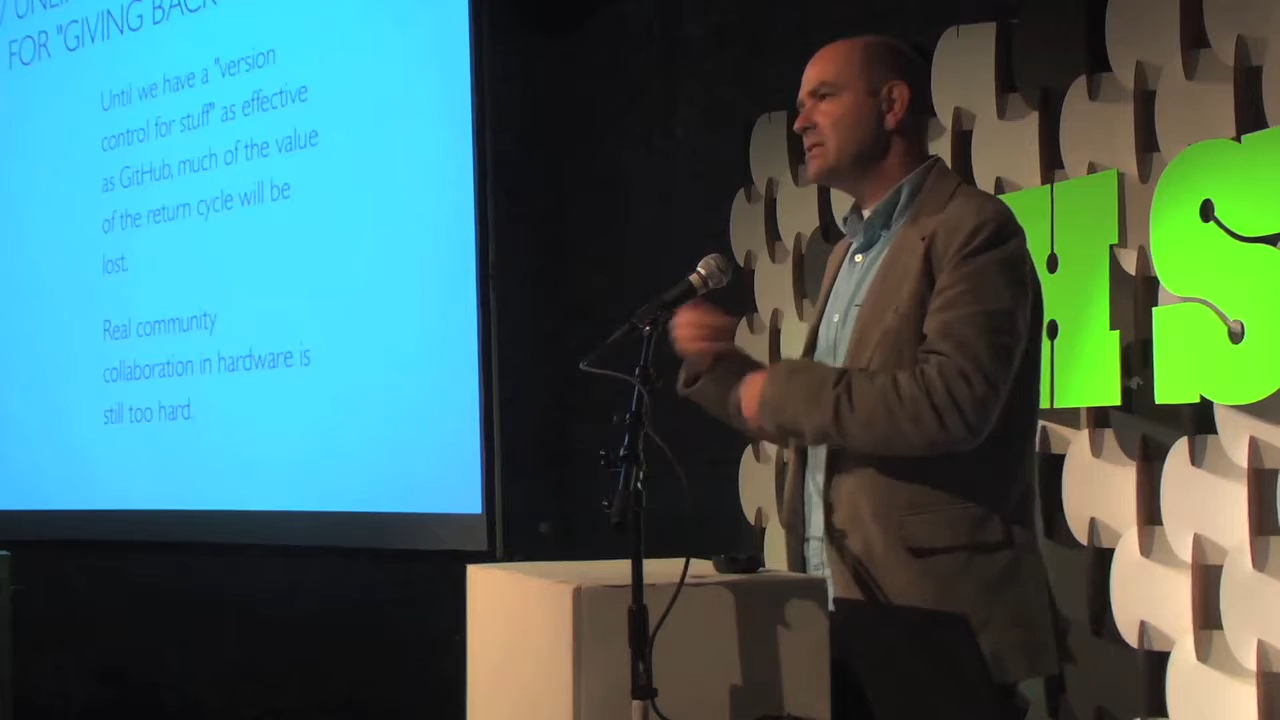 FOR "GIVING BACK
Until we have a "version
control for stuff" as effective
as GitHub, much of the value
of the return cycle will be
lost.
Real community
collaboration in hardware is
still too hard.
HS